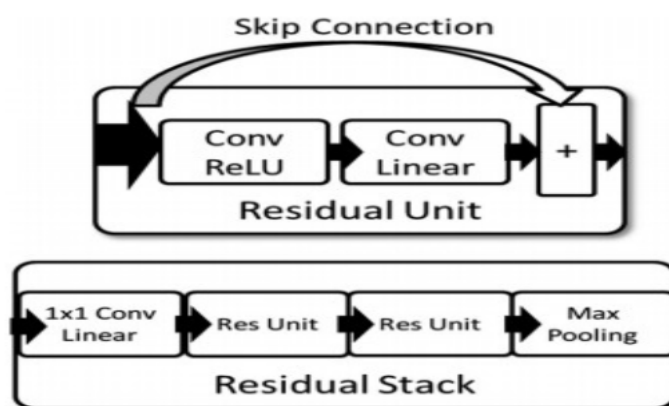 Skip Connection
Conv
ReLU
Conv
Linear
+
Residual Unit
1x1 Conv
Linear
Res Unit
Res Unit
Max
Pooling
Residual Stack